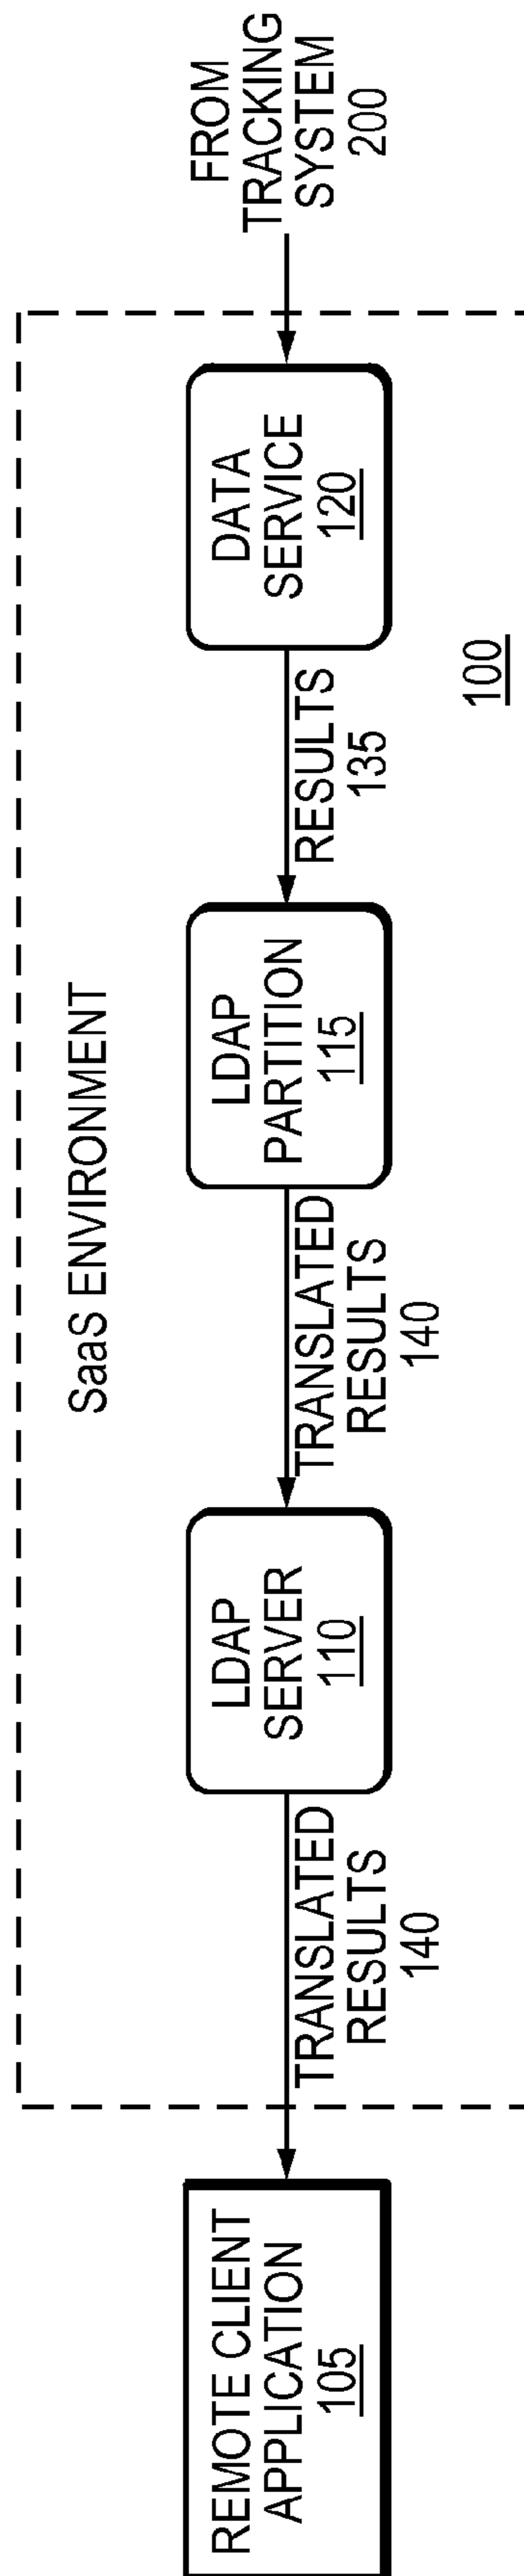 SaaS ENVIRONMENT
REMOTE CLIENT
APPLICATION
105
TRANSLATED
RESULTS
140
LDAP
SERVER
110
TRANSLATED
RESULTS
140
LDAP
PARTITION
115
RESULTS
135
DATA
SERVICE
120
FROM
TRACKING
SYSTEM
200
100